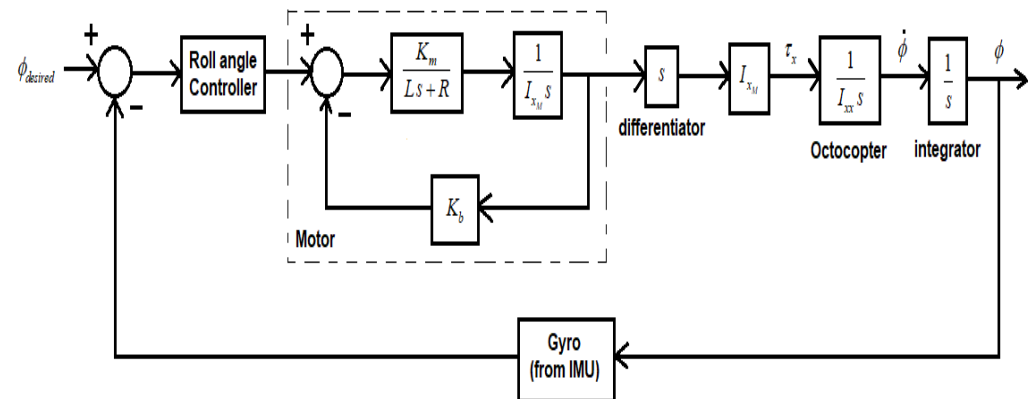 +
−
ϕdesired
Roll angle
Controller
+
−
Km
Ls + R
1
IxM s
Kb
Motor
s
differentiator
IxM
τx
1
Ixx s
Octocopter
ϕ̇
1
s
integrator
ϕ
Gyro
(from IMU)